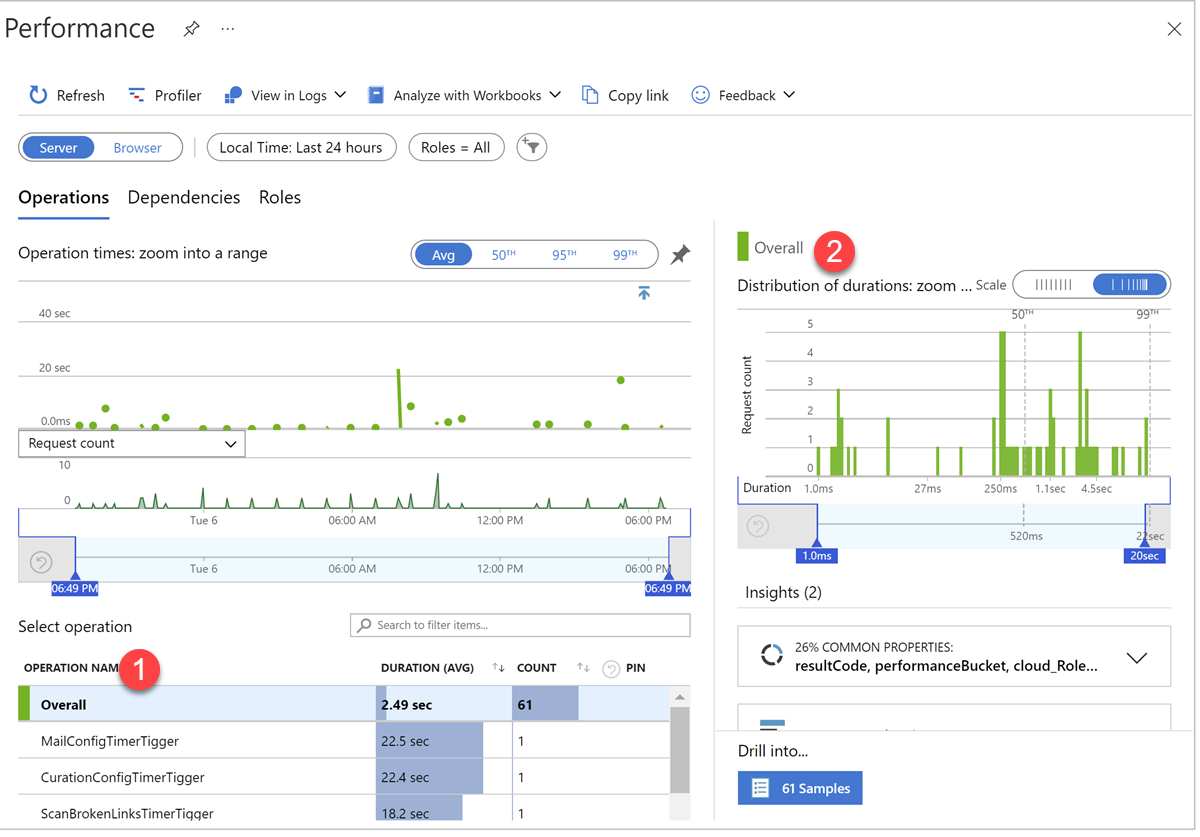 Performance
...
Refresh
Profiler
View in Logs
Analyze with Workbooks
Copy link
Feedback
Server
Browser
Local Time: Last 24 hours
Roles = All
Operations
Dependencies
Roles
Operation times: zoom into a range
Avg
50TH
95TH
99TH
40 sec
20 sec
0.0ms
Request count
10
0
Tue 6
06:00 AM
12:00 PM
06:00 PM
Tue 6
06:00 AM
12:00 PM
06:00 PM
06:49 PM
06:49 PM
Select operation
Search to filter items...
OPERATION NAM
1
DURATION (AVG)
COUNT
PIN
Overall
2.49 sec
61
MailConfigTimerTigger
22.5 sec
1
CurationConfigTimerTigger
22.4 sec
1
ScanBrokenLinksTimerTigger
18.2 sec
1
Overall
2
Distribution of durations: zoom ...
Scale
50TH
99TH
Request count
5
4
3
2
1
0
Duration
1.0ms
27ms
250ms
1.1sec
4.5sec
520ms
22sec
1.0ms
20sec
Insights (2)
26% COMMON PROPERTIES:
resultCode, performanceBucket, cloud_Role...
Drill into...
61 Samples